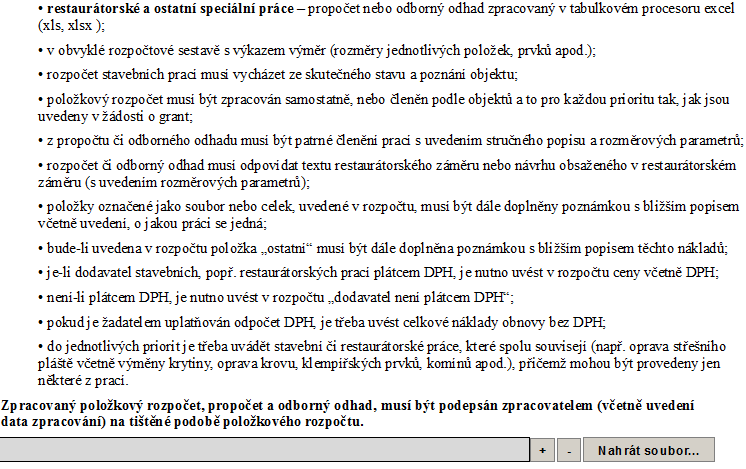 • restaurátorské a ostatní speciální práce – propočet nebo odborný odhad zpracovaný v tabulkovém procesoru excel
(xls, xlsx );
• v obvyklé rozpočtové sestavě s výkazem výměr (rozměry jednotlivých položek, prvků apod.);
• rozpočet stavebních prací musí vycházet ze skutečného stavu a poznání objektu;
• položkový rozpočet musí být zpracován samostatně, nebo členěn podle objektů a to pro každou prioritu tak, jak jsou
uvedeny v žádosti o grant;
• z propočtu či odborného odhadu musí být patrné členění prací s uvedením stručného popisu a rozměrových parametrů;
• rozpočet či odborný odhad musí odpovídat textu restaurátorského záměru nebo návrhu obsaženého v restaurátorském
záměru (s uvedením rozměrových parametrů);
• položky označené jako soubor nebo celek, uvedené v rozpočtu, musí být dále doplněny poznámkou s bližším popisem
včetně uvedení, o jakou práci se jedná;
• bude-li uvedena v rozpočtu položka „ostatní“ musí být dále doplněna poznámkou s bližším popisem těchto nákladů;
• je-li dodavatel stavebních, popř. restaurátorských prací plátcem DPH, je nutno uvést v rozpočtu ceny včetně DPH;
• není-li plátcem DPH, je nutno uvést v rozpočtu „dodavatel není plátcem DPH“;
• pokud je žadatelem uplatňován odpočet DPH, je třeba uvést celkové náklady obnovy bez DPH;
• do jednotlivých priorit je třeba uvádět stavební či restaurátorské práce, které spolu souvisejí (např. oprava střešního
pláště včetně výměny krytiny, oprava krovu, klempířských prvků, komínů apod.), přičemž mohou být provedeny jen
některé z prací.
Zpracovaný položkový rozpočet, propočet a odborný odhad, musí být podepsán zpracovatelem (včetně uvedení
data zpracování) na tištěné podobě položkového rozpočtu.
+ - Nahrát soubor...